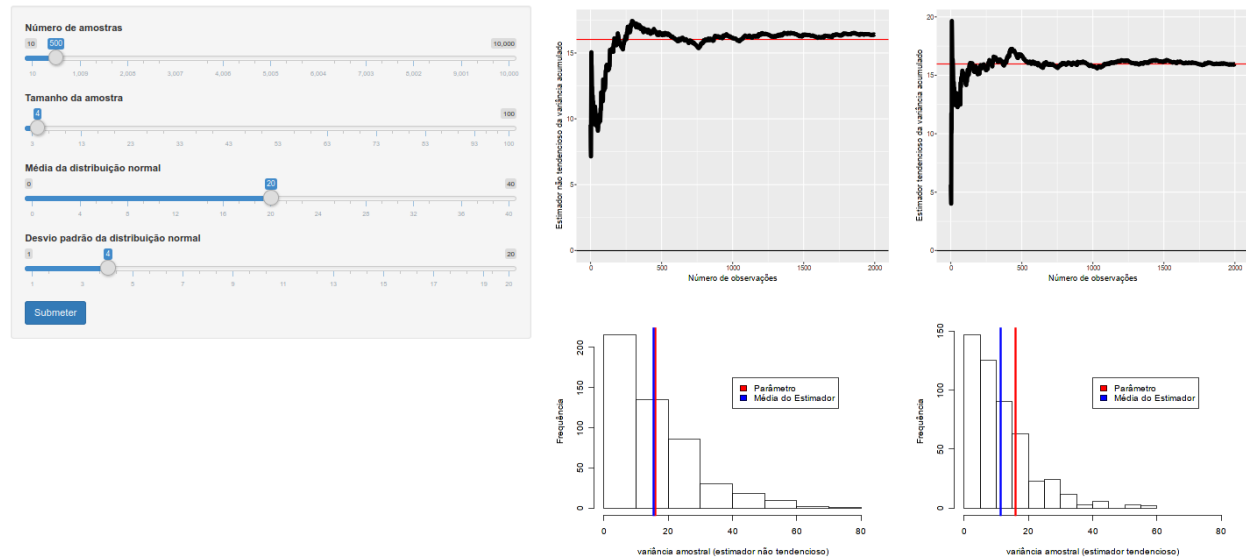 Número de amostras
10 500 10,000
10 1,009 2,005 3,007 4,006 5,005 6,004 7,003 8,002 9,001 10,000
Tamanho da amostra
4 100
3 13 23 33 43 53 63 73 83 93 100
Média da distribuição normal
0 20 40
0 4 8 12 16 20 24 28 32 36 40
Desvio padrão da distribuição normal
1 4 20
1 3 5 7 9 11 13 15 17 19 20
Submeter
Estimador não tendencioso da variância acumulado
15
10
5
0
0 500 1000 1500 2000
Número de observações
Estimador tendencioso da variância acumulado
20
15
10
5
0
0 500 1000 1500 2000
Número de observações
Frequência
200
150
100
50
0
Parâmetro
Média do Estimador
0 20 40 60 80
variância amostral (estimador não tendencioso)
Frequência
150
100
50
0
Parâmetro
Média do Estimador
0 20 40 60 80
variância amostral (estimador tendencioso)